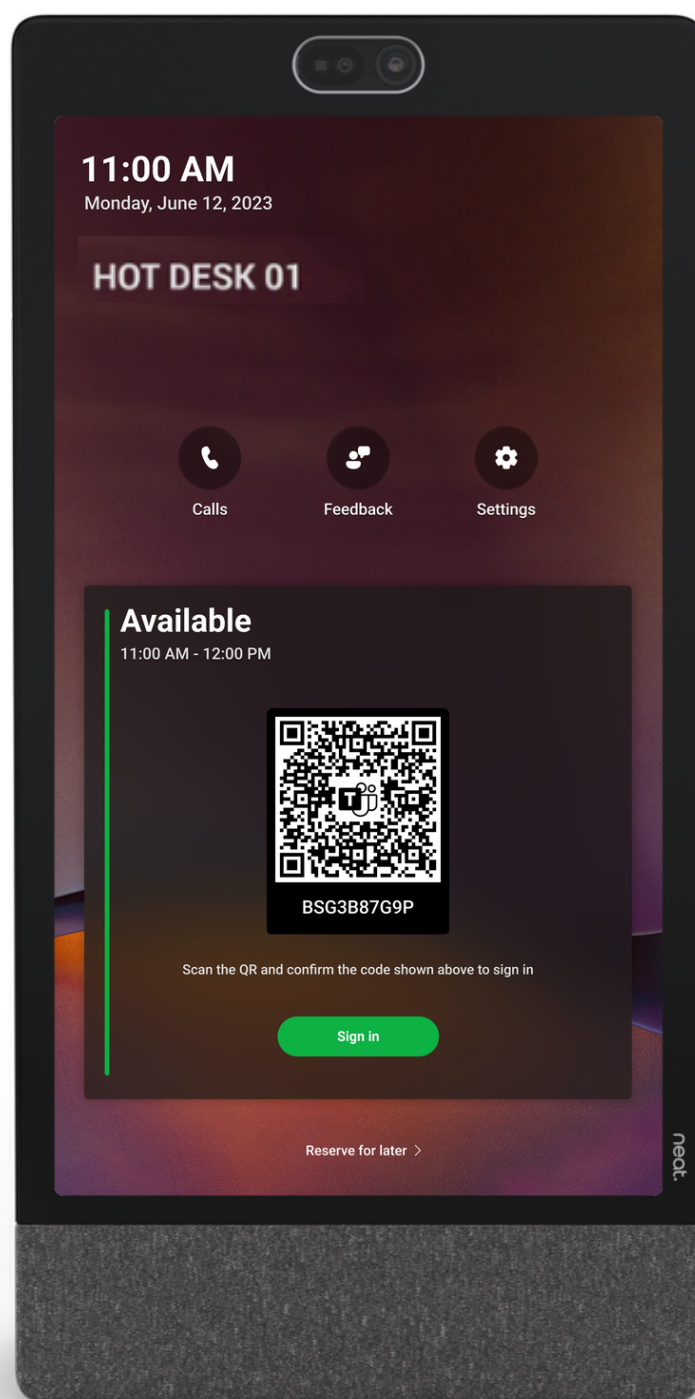 11:00 AM
Monday, June 12, 2023
HOT DESK 01
Calls
Feedback
Settings
Available
11:00 AM - 12:00 PM
T
BSG3B87G9P
Scan the QR and confirm the code shown above to sign in
Sign in
Reserve for later
neat.